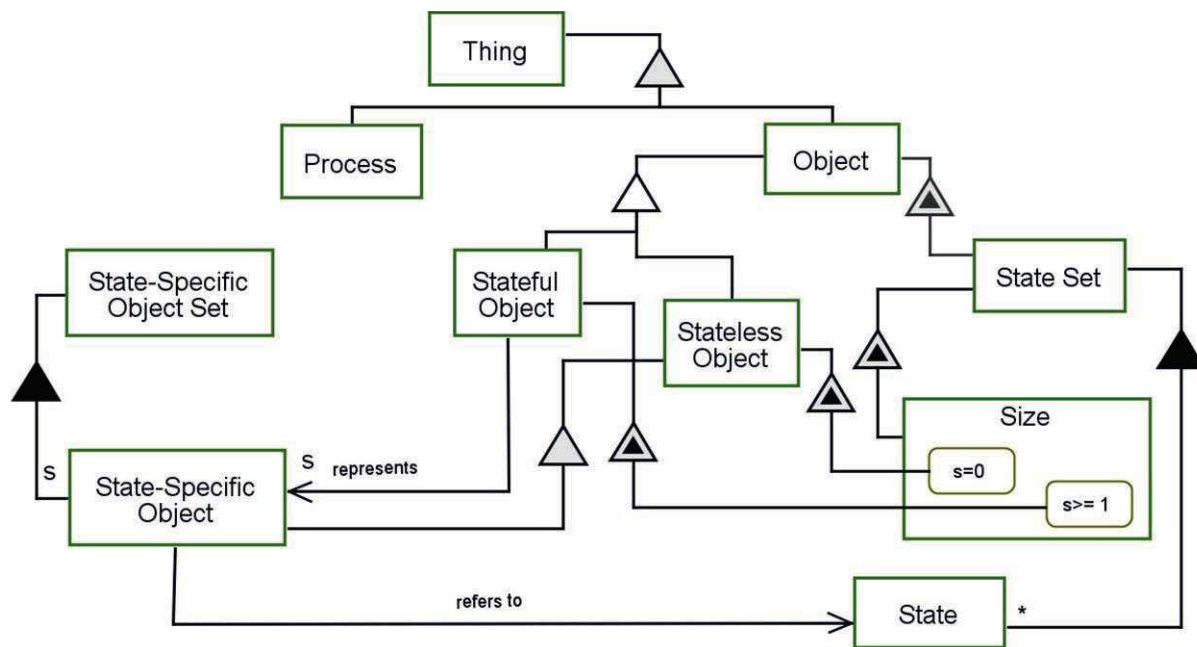 Thing
Process
Object
State-Specific
Object Set
Stateful
Object
State Set
Stateless
Object
Size
s=0
s>= 1
s
State-Specific
Object
s
represents
refers to
State
*